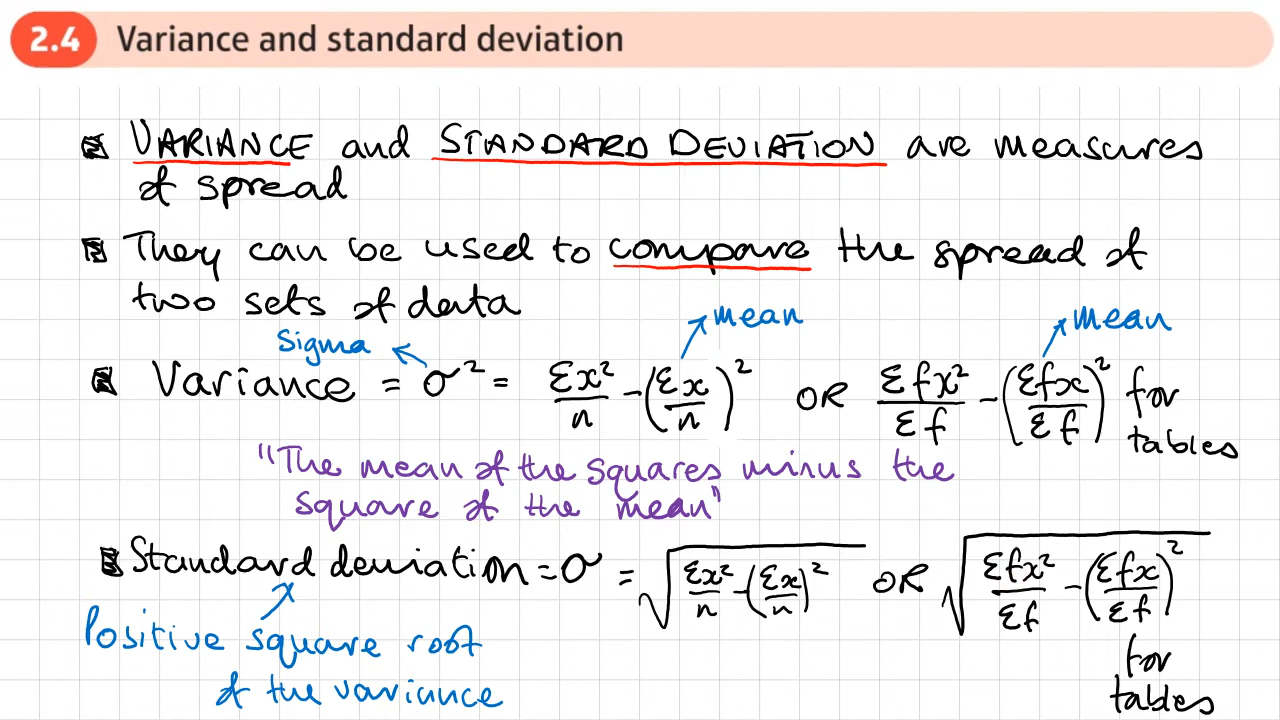 2.4 Variance and standard deviation
VARIANCE and STANDARD DEVIATION are measures
of spread
They can be used to compare the spread of
two sets of data
mean
mean
Sigma
Variance = σ² = Σx²/n - (Σx/n)² OR Σfx²/Σf - (Σfx/Σf)² for
tables
"The mean of the squares minus the
square of the mean"
Standard deviation = σ = √(Σx²/n - (Σx/n)²) OR √(Σfx²/Σf - (Σfx/Σf)²)
Positive square root
for
of the variance
tables